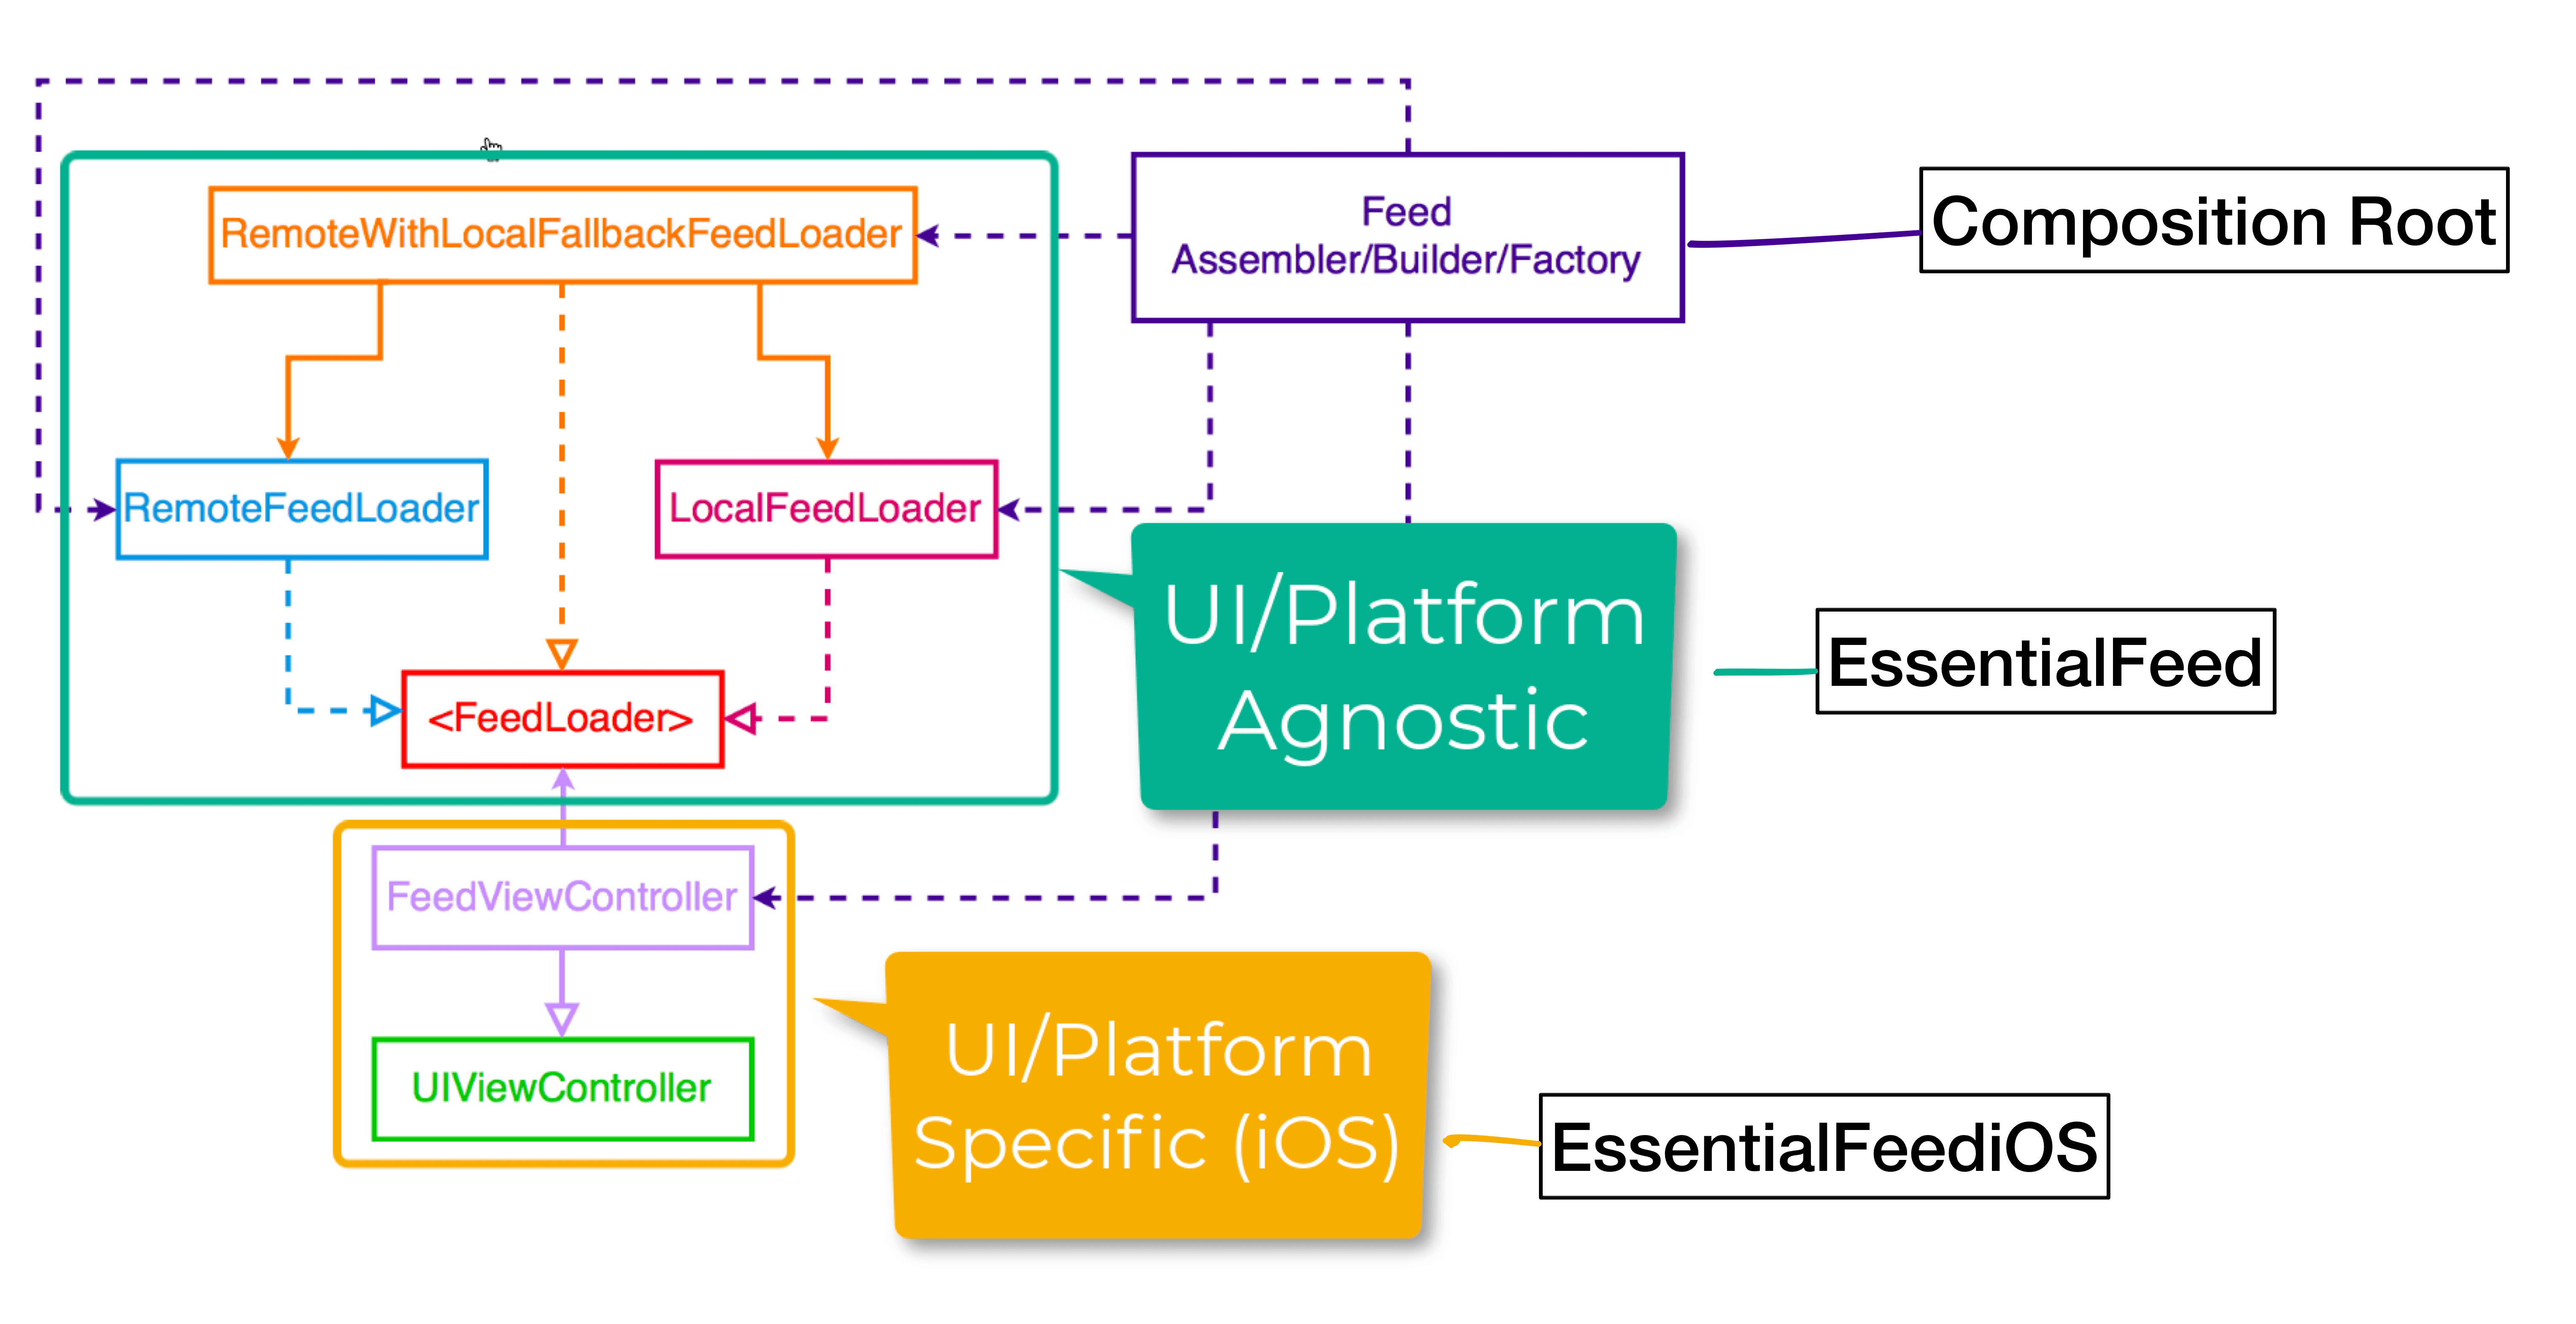 RemoteWithLocalFallbackFeedLoader
Feed
Assembler/Builder/Factory
Composition Root
RemoteFeedLoader
LocalFeedLoader
<FeedLoader>
UI/Platform
Agnostic
EssentialFeed
FeedViewController
UIViewController
UI/Platform
Specific (iOS)
EssentialFeediOS